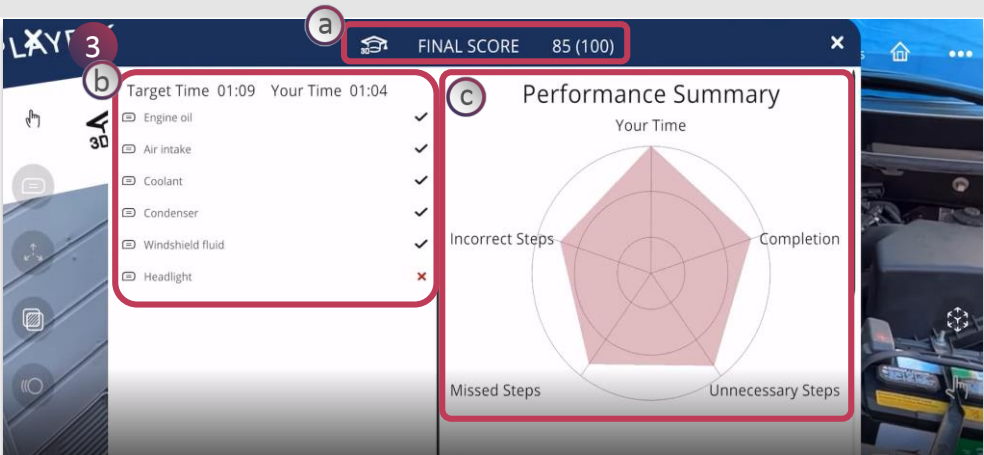 a
3
FINAL SCORE 85 (100)
b
Target Time 01:09 Your Time 01:04
Engine oil
Air intake
Coolant
Condenser
Windshield fluid
Headlight
3D
c
Performance Summary
Your Time
Incorrect Steps
Completion
Missed Steps
Unnecessary Steps